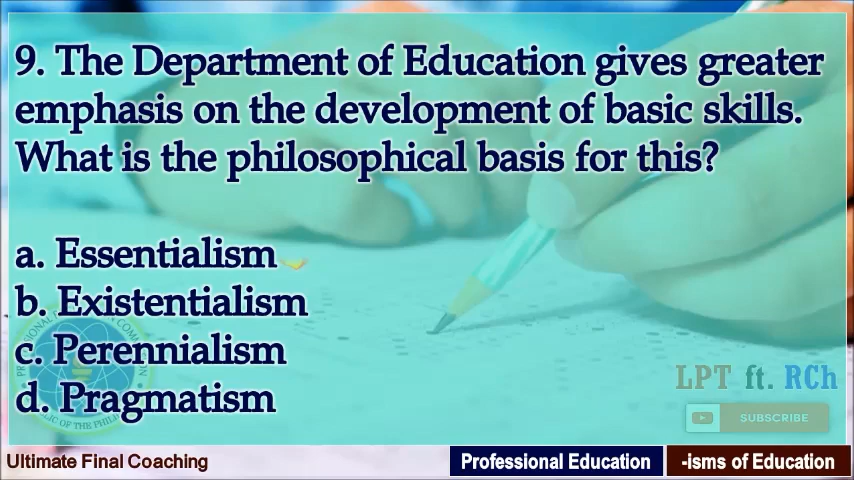 9. The Department of Education gives greater
emphasis on the development of basic skills.
What is the philosophical basis for this?
a. Essentialism
b. Existentialism
c. Perennialism
d. Pragmatism
LPT ft. RCh
SUBSCRIBE
Ultimate Final Coaching
Professional Education
-isms of Education